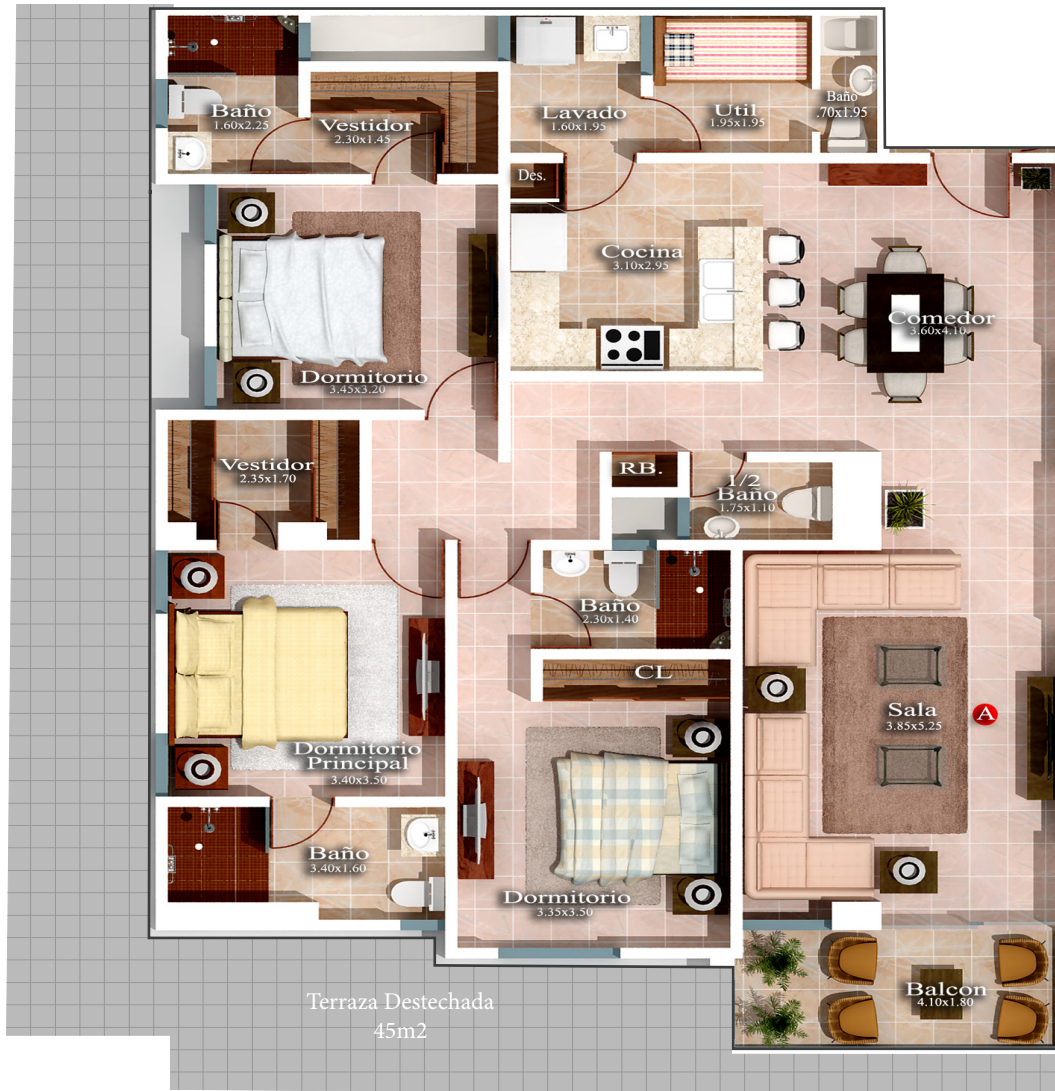 Baño
1.60x2.25
Vestidor
2.30x1.45
Lavado
1.60x1.95
Util
1.95x1.95
Baño
.70x1.95
Des.
Cocina
3.10x2.95
Comedor
3.60x4.10
Dormitorio
3.45x3.20
Vestidor
2.35x1.70
RB.
1/2
Baño
1.75x1.10
Baño
2.30x1.40
CL
Sala
3.85x5.25
A
Dormitorio
Principal
3.40x3.50
Baño
3.40x1.60
Dormitorio
3.35x3.50
Balcon
4.10x1.80
Terraza Destechada
45m2